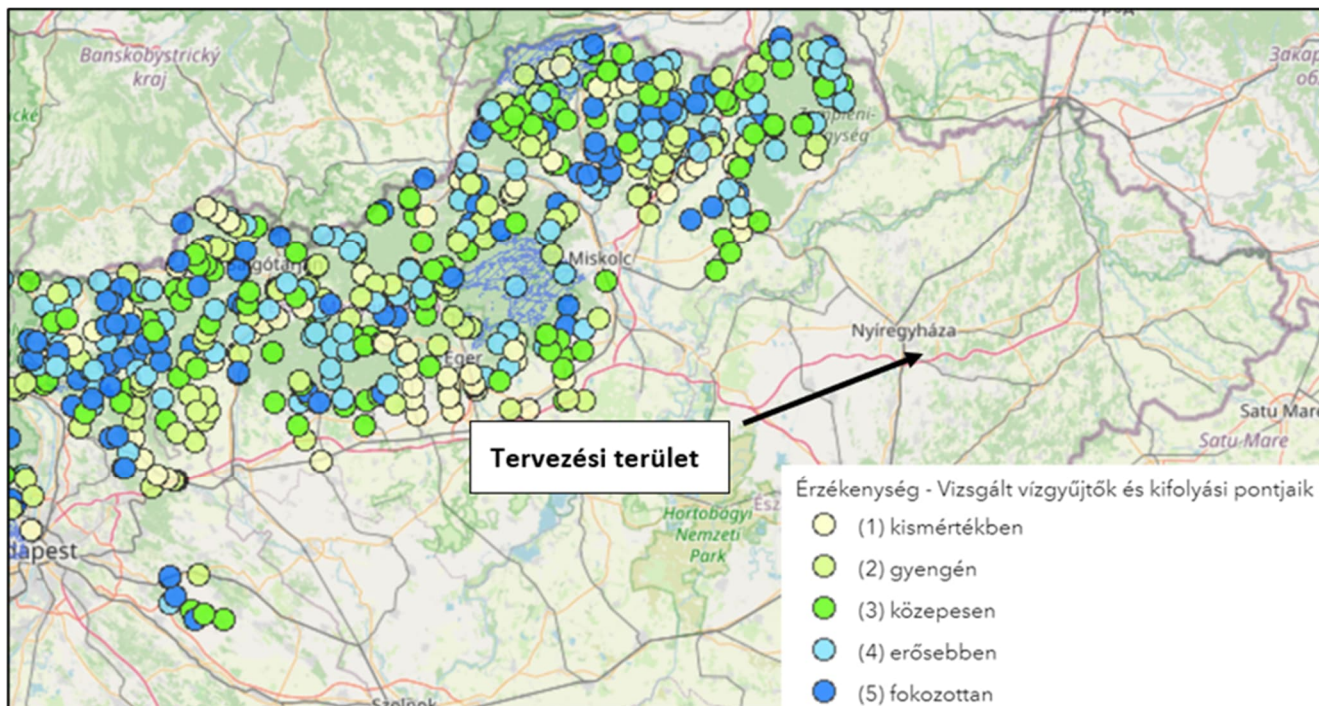 Banskobystrický
kraj
Miskolc
Eger
Nyíregyháza
Satu Mare
Satu-Mare
Tervezési terület
Hortobágyi
Nemzeti
Park
Érzékenység - Vizsgált vízgyűjtők és kifolyási pontjaik
(1) kismértékben
(2) gyengén
(3) közepesen
(4) erősebben
(5) fokozottan